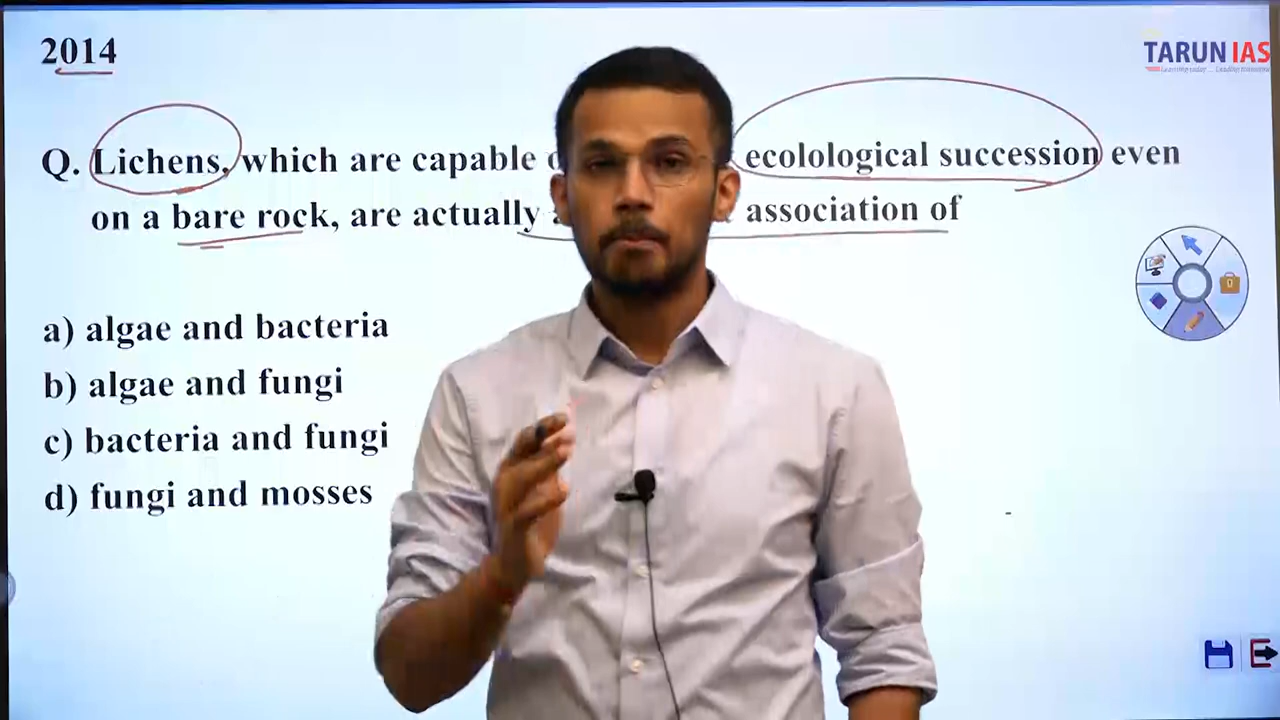 2014
TARUN IAS
Q. Lichens, which are capable ecolological succession even
on a bare rock, are actually association of
a) algae and bacteria
b) algae and fungi
c) bacteria and fungi
d) fungi and mosses